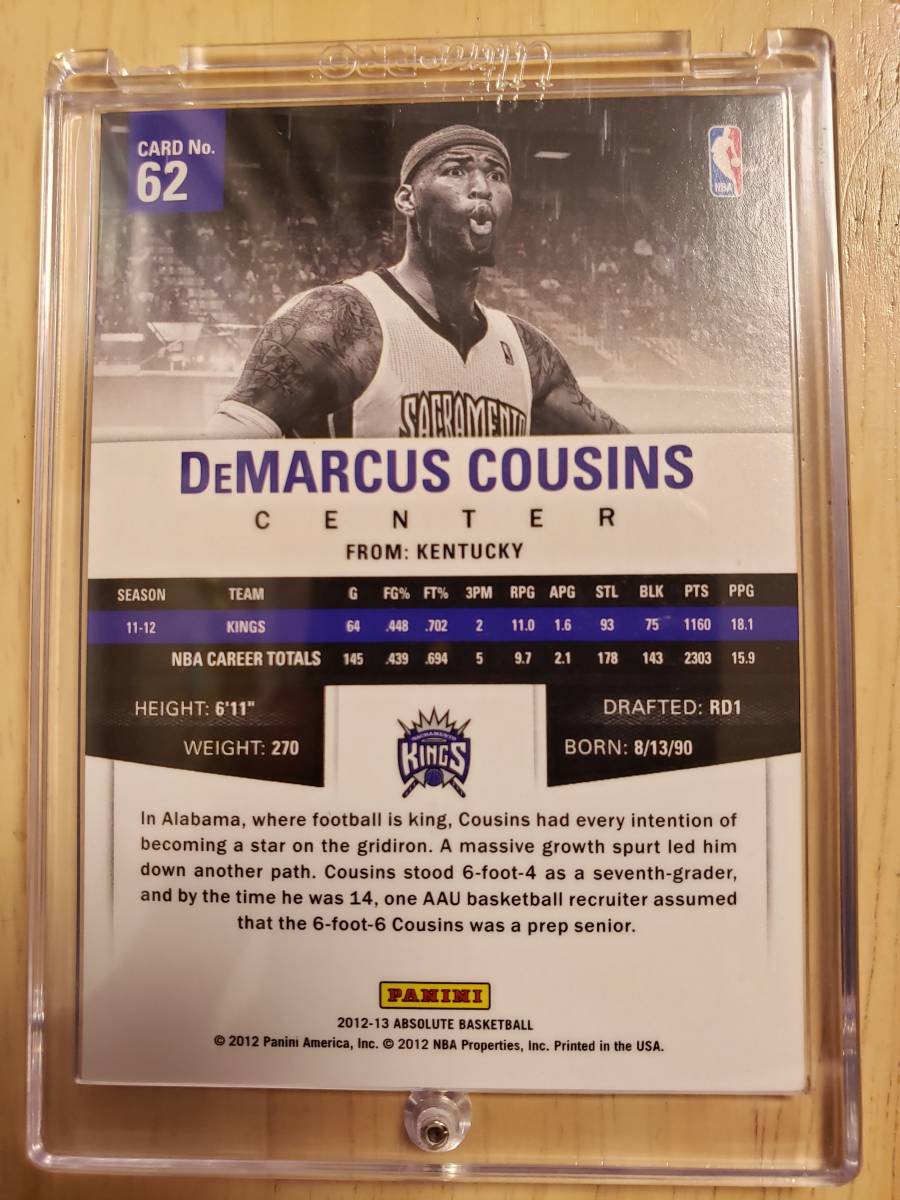 Ultra·PRO
CARD No.
62
NBA
SACRAMENTO
DeMARCUS COUSINS
CENTER
FROM: KENTUCKY
SEASON TEAM G FG% FT% 3PM RPG APG STL BLK PTS PPG
11-12 KINGS 64 .448 .702 2 11.0 1.6 93 75 1160 18.1
NBA CAREER TOTALS 145 .439 .694 5 9.7 2.1 178 143 2303 15.9
HEIGHT: 6'11" DRAFTED: RD1
WEIGHT: 270 BORN: 8/13/90
SACRAMENTO
KINGS
In Alabama, where football is king, Cousins had every intention of
becoming a star on the gridiron. A massive growth spurt led him
down another path. Cousins stood 6-foot-4 as a seventh-grader,
and by the time he was 14, one AAU basketball recruiter assumed
that the 6-foot-6 Cousins was a prep senior.
PANINI
2012-13 ABSOLUTE BASKETBALL
© 2012 Panini America, Inc. © 2012 NBA Properties, Inc. Printed in the USA.